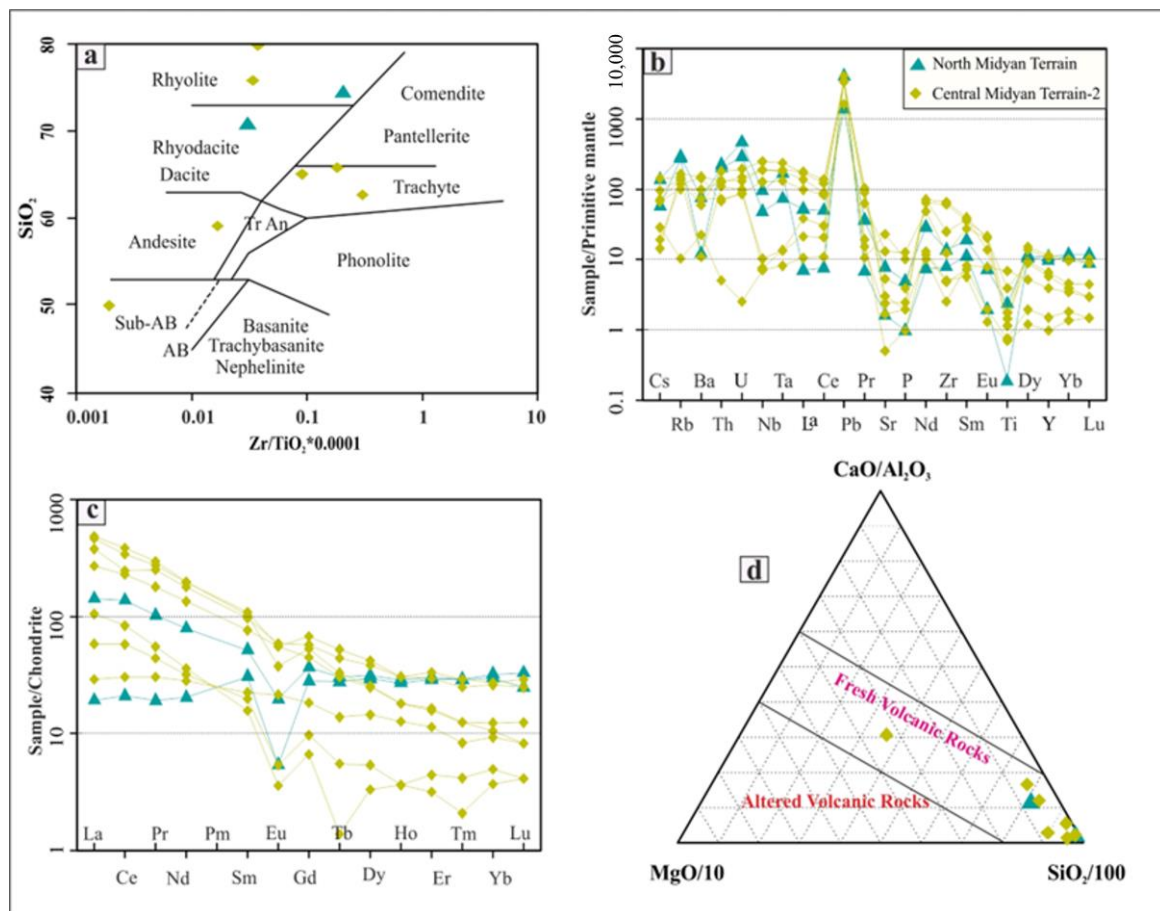 a
SiO₂
80
70
60
50
40
Rhyolite
Comendite
Rhyodacite
Dacite
Pantellerite
Trachyte
Tr An
Andesite
Phonolite
Sub-AB
AB
Basanite
Trachybasanite
Nephelinite
0.001
0.01
0.1
1
10
Zr/TiO₂*0.0001
b
North Midyan Terrain
Central Midyan Terrain-2
Sample/Primitive mantle
10,000
1000
100
10
1
0.1
Cs Ba Th U Ta Ce Pr P Zr Eu Dy Yb
Rb Th Nb La Pb Sr Nd Sm Ti Y Lu
c
Sample/Chondrite
1000
100
10
1
La Pr Pm Eu Tb Ho Tm Lu
Ce Nd Sm Gd Dy Er Yb
CaO/Al₂O₃
d
Fresh Volcanic Rocks
Altered Volcanic Rocks
MgO/10
SiO₂/100